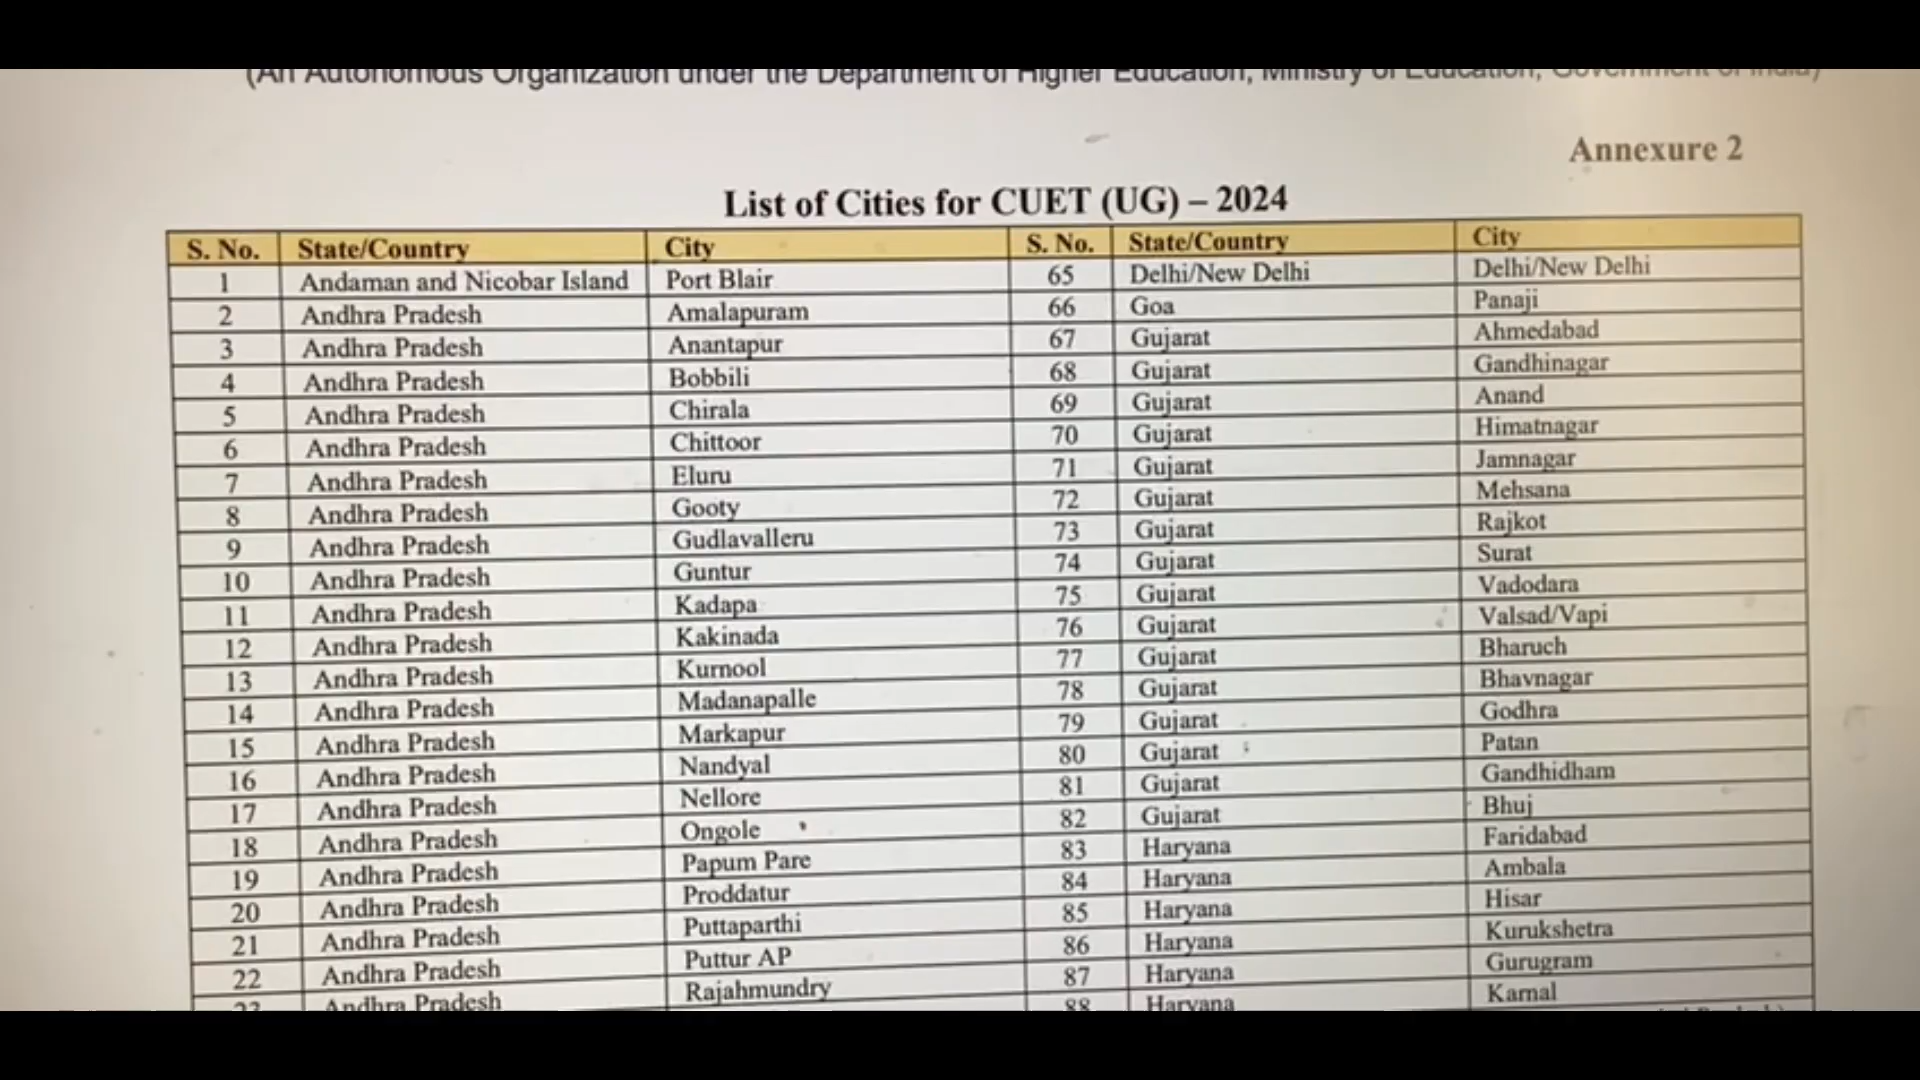 (An Autonomous Organization under the Department of Higher Education, Ministry of Education, Government of India)
Annexure 2
List of Cities for CUET (UG) – 2024
S. No. State/Country City S. No. State/Country City
1 Andaman and Nicobar Island Port Blair 65 Delhi/New Delhi Delhi/New Delhi
2 Andhra Pradesh Amalapuram 66 Goa Panaji
3 Andhra Pradesh Anantapur 67 Gujarat Ahmedabad
4 Andhra Pradesh Bobbili 68 Gujarat Gandhinagar
5 Andhra Pradesh Chirala 69 Gujarat Anand
6 Andhra Pradesh Chittoor 70 Gujarat Himatnagar
7 Andhra Pradesh Eluru 71 Gujarat Jamnagar
8 Andhra Pradesh Gooty 72 Gujarat Mehsana
9 Andhra Pradesh Gudlavalleru 73 Gujarat Rajkot
10 Andhra Pradesh Guntur 74 Gujarat Surat
11 Andhra Pradesh Kadapa 75 Gujarat Vadodara
12 Andhra Pradesh Kakinada 76 Gujarat Valsad/Vapi
13 Andhra Pradesh Kurnool 77 Gujarat Bharuch
14 Andhra Pradesh Madanapalle 78 Gujarat Bhavnagar
15 Andhra Pradesh Markapur 79 Gujarat Godhra
16 Andhra Pradesh Nandyal 80 Gujarat Patan
17 Andhra Pradesh Nellore 81 Gujarat Gandhidham
18 Andhra Pradesh Ongole 82 Gujarat Bhuj
19 Andhra Pradesh Papum Pare 83 Haryana Faridabad
20 Andhra Pradesh Proddatur 84 Haryana Ambala
21 Andhra Pradesh Puttaparthi 85 Haryana Hisar
22 Andhra Pradesh Puttur AP 86 Haryana Kurukshetra
23 Andhra Pradesh Rajahmundry 87 Haryana Gurugram
88 Haryana Karnal